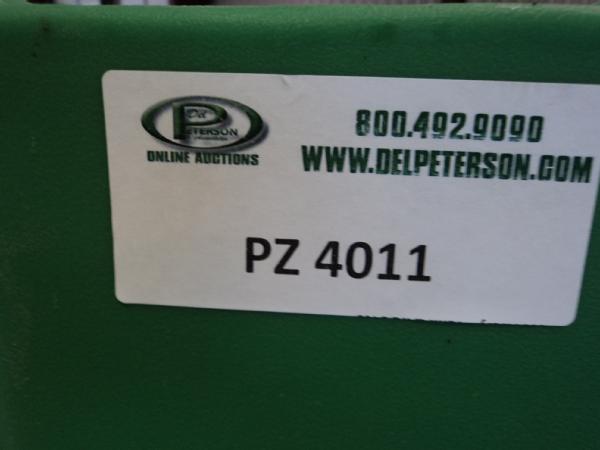 Del
PETERSON
ONLINE AUCTIONS
800.492.9090
WWW.DELPETERSON.COM
PZ 4011